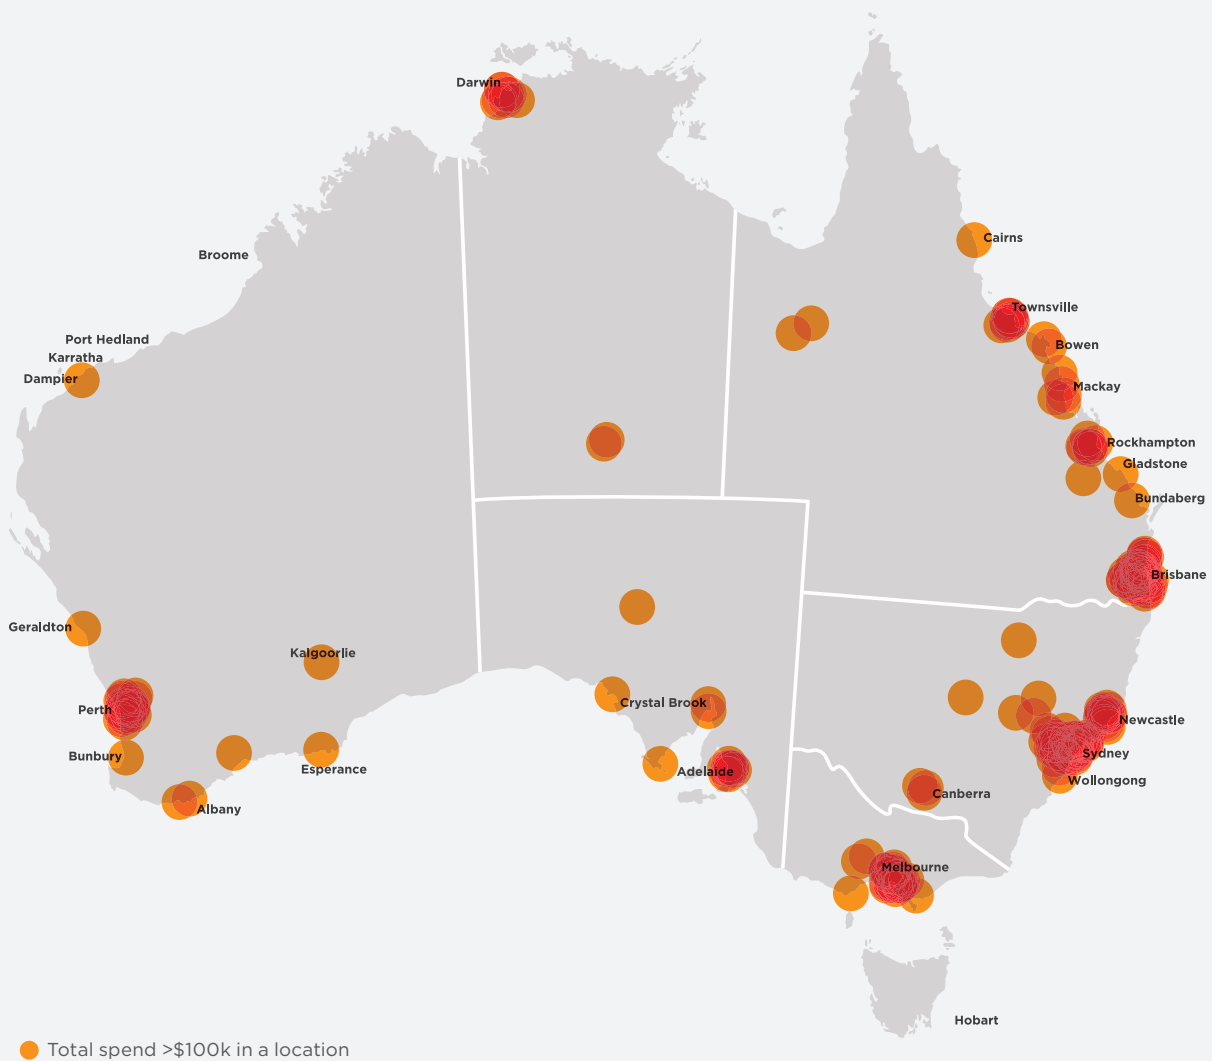 Darwin
Cairns
Broome
Townsville
Port Hedland
Bowen
Karratha
Dampier
Mackay
Rockhampton
Gladstone
Bundaberg
Brisbane
Geraldton
Kalgoorlie
Crystal Brook
Perth
Newcastle
Sydney
Bunbury
Esperance
Adelaide
Wollongong
Canberra
Albany
Melbourne
Hobart
Total spend >$100k in a location